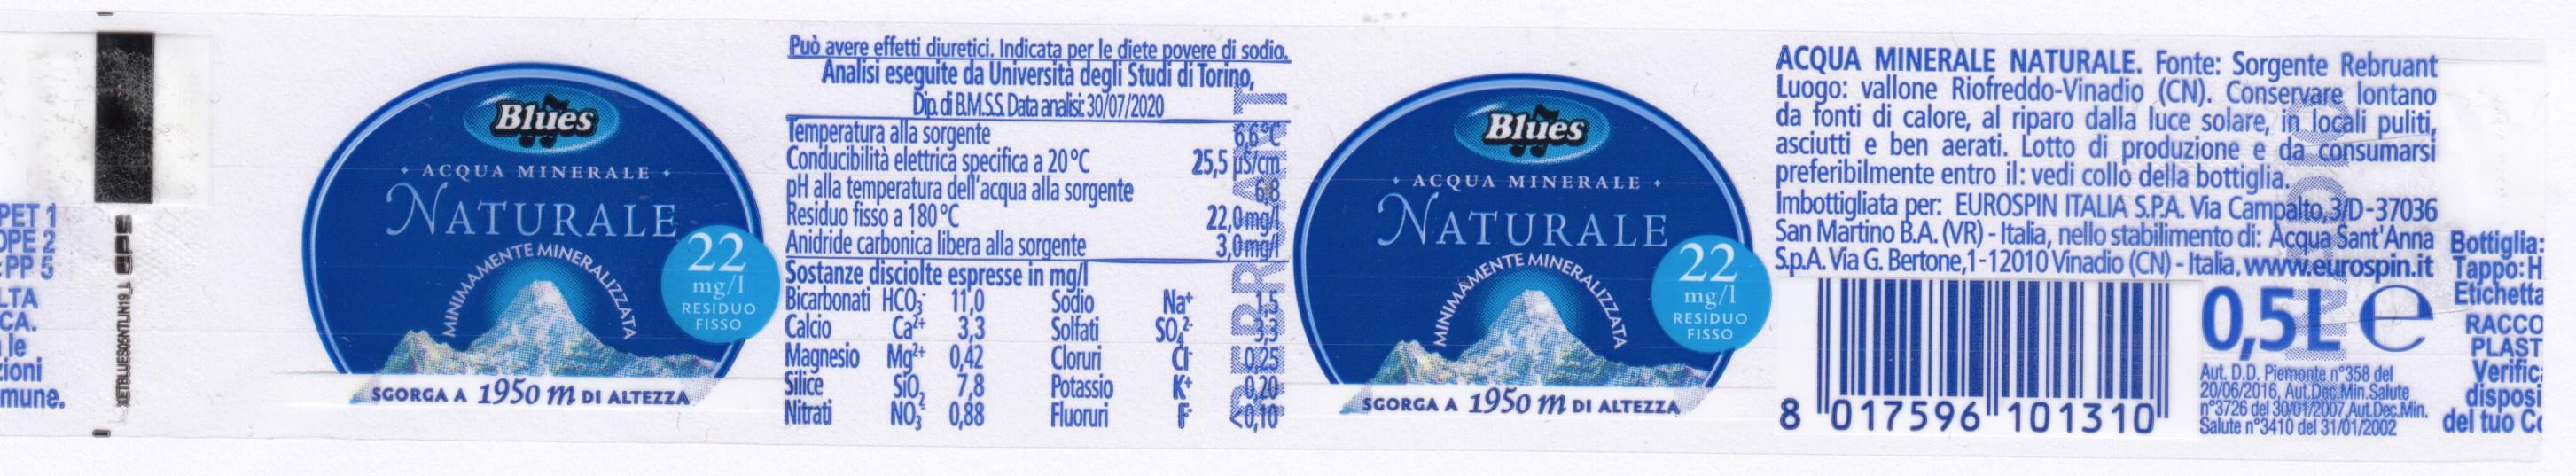 PET 1
OPE 2
PP 5
LTA
CA.
le
zioni
mune.
XETBLUES05NTLIN19_L GPS
Blues
ACQUA MINERALE
NATURALE
MINIMAMENTE MINERALIZZATA
22
mg/l
RESIDUO
FISSO
SGORGA A 1950 m DI ALTEZZA
Può avere effetti diuretici. Indicata per le diete povere di sodio.
Analisi eseguite da Università degli Studi di Torino,
Dip. di B.M.S.S. Data analisi: 30/07/2020
Temperatura alla sorgente 6,6°C
Conducibilità elettrica specifica a 20°C 25,5 µS/cm
pH alla temperatura dell'acqua alla sorgente 6,8
Residuo fisso a 180°C 22,0 mg/l
Anidride carbonica libera alla sorgente 3,0 mg/l
Sostanze disciolte espresse in mg/l
Bicarbonati HCO₃⁻ 11,0 Sodio Na⁺ 1,5
Calcio Ca²⁺ 3,3 Solfati SO₄²⁻ 3,3
Magnesio Mg²⁺ 0,42 Cloruri Cl⁻ 0,25
Silice SiO₂ 7,8 Potassio K⁺ 0,20
Nitrati NO₃⁻ 0,88 Fluoruri F⁻ <0,10
REBRUANT
Blues
ACQUA MINERALE
NATURALE
MINIMAMENTE MINERALIZZATA
22
mg/l
RESIDUO
FISSO
SGORGA A 1950 m DI ALTEZZA
ACQUA MINERALE NATURALE. Fonte: Sorgente Rebruant
Luogo: vallone Riofreddo-Vinadio (CN). Conservare lontano
da fonti di calore, al riparo dalla luce solare, in locali puliti,
asciutti e ben aerati. Lotto di produzione e da consumarsi
preferibilmente entro il: vedi collo della bottiglia.
Imbottigliata per: EUROSPIN ITALIA S.P.A. Via Campalto, 3/D-37036
San Martino B.A. (VR) - Italia, nello stabilimento di: Acqua Sant'Anna
S.p.A. Via G. Bertone,1-12010 Vinadio (CN) - Italia. www.eurospin.it
8 017596 101310
0,5L e
Aut. D.D. Piemonte n°358 del
20/06/2016, Aut.Dec.Min.Salute
n°3726 del 30/01/2007,Aut.Dec.Min.
Salute n°3410 del 31/01/2002
Bottiglia:
Tappo: H
Etichetta
RACCO
PLAST
Verific
disposi
del tuo Co